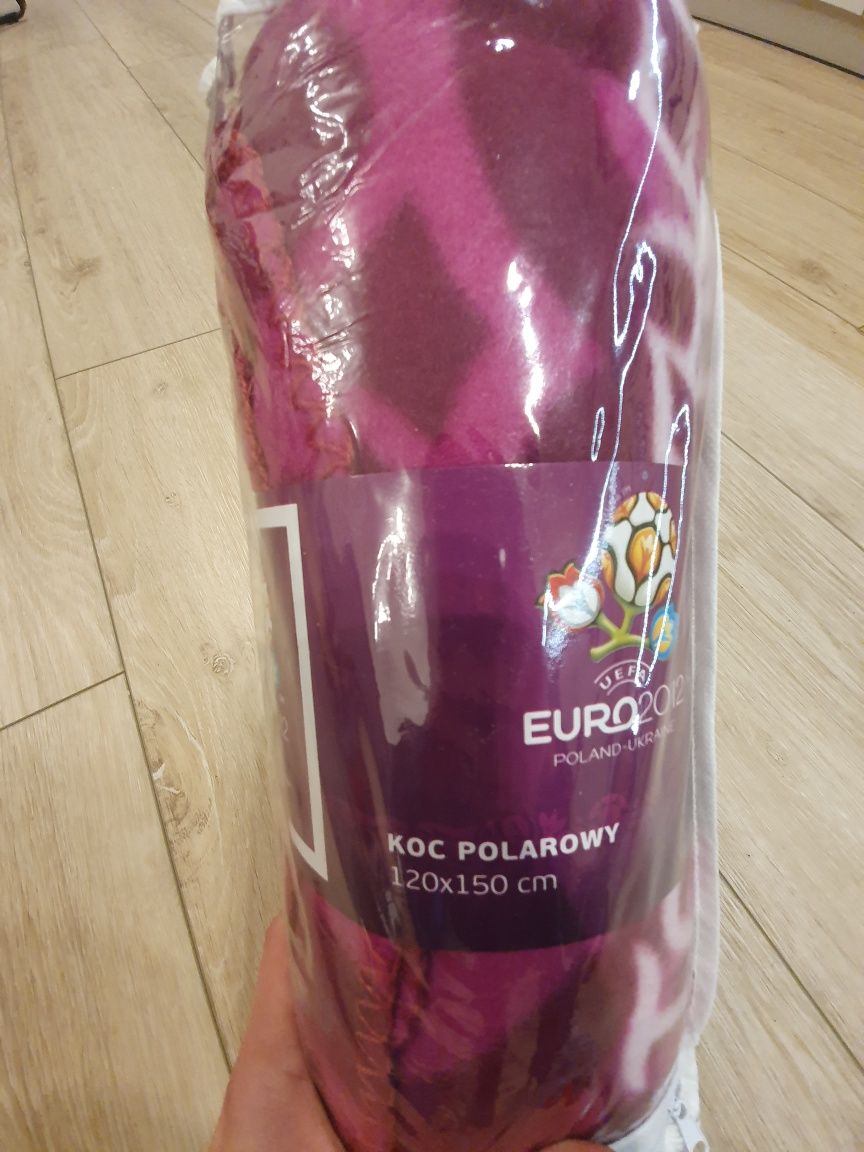 UEFA
EURO2012
POLAND-UKRAINE
KOC POLAROWY
120x150 cm